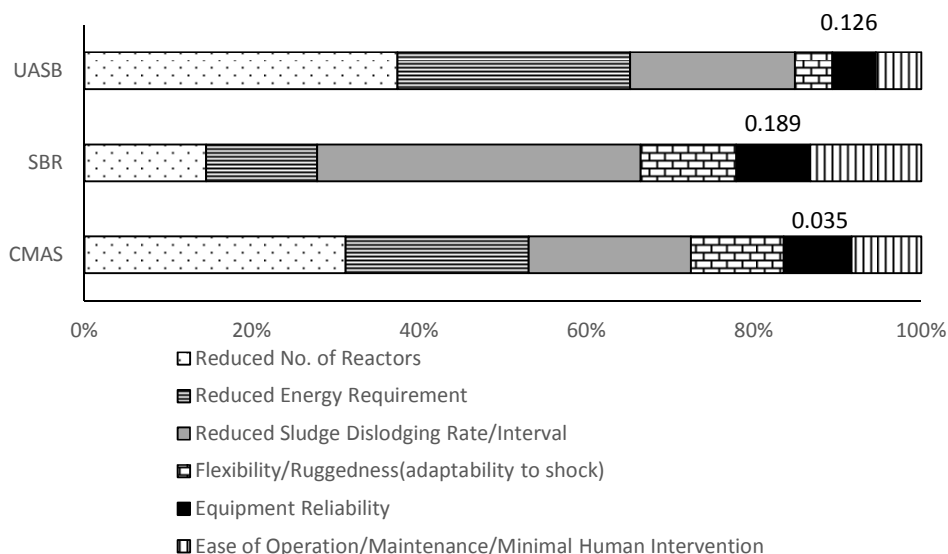 0.126
UASB
0.189
SBR
0.035
CMAS
0% 20% 40% 60% 80% 100%
Reduced No. of Reactors
Reduced Energy Requirement
Reduced Sludge Dislodging Rate/Interval
Flexibility/Ruggedness(adaptability to shock)
Equipment Reliability
Ease of Operation/Maintenance/Minimal Human Intervention